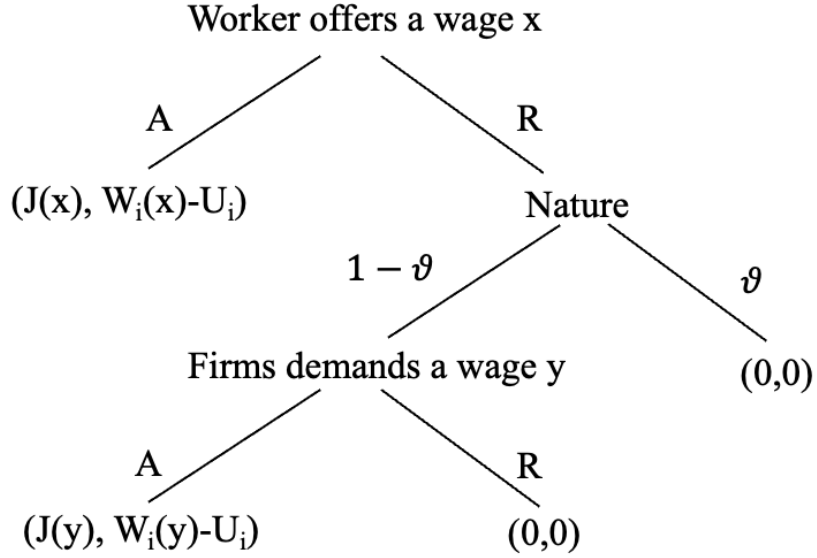 Worker offers a wage x
A
R
(J(x), Wᵢ(x)-Uᵢ)
Nature
1 − ϑ
ϑ
Firms demands a wage y
(0,0)
A
R
(J(y), Wᵢ(y)-Uᵢ)
(0,0)